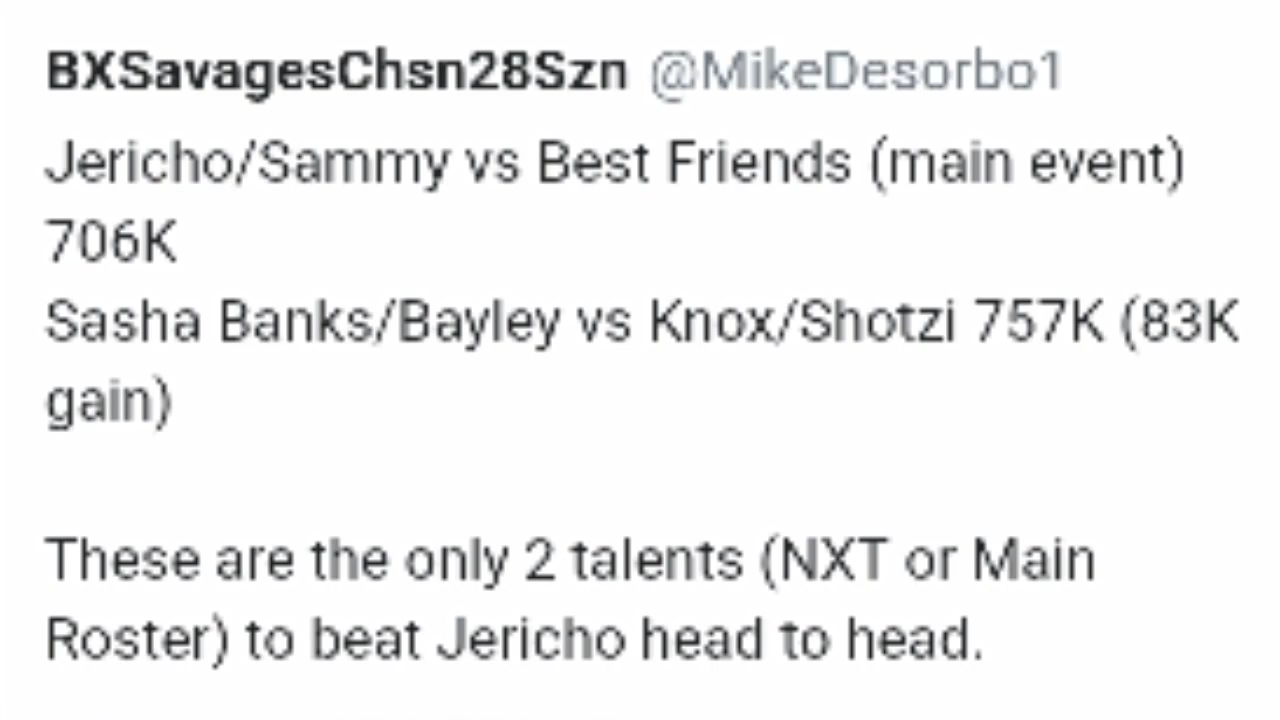 BXSavagesChsn28Szn @MikeDesorbo1
Jericho/Sammy vs Best Friends (main event)
706K
Sasha Banks/Bayley vs Knox/Shotzi 757K (83K
gain)
These are the only 2 talents (NXT or Main
Roster) to beat Jericho head to head.